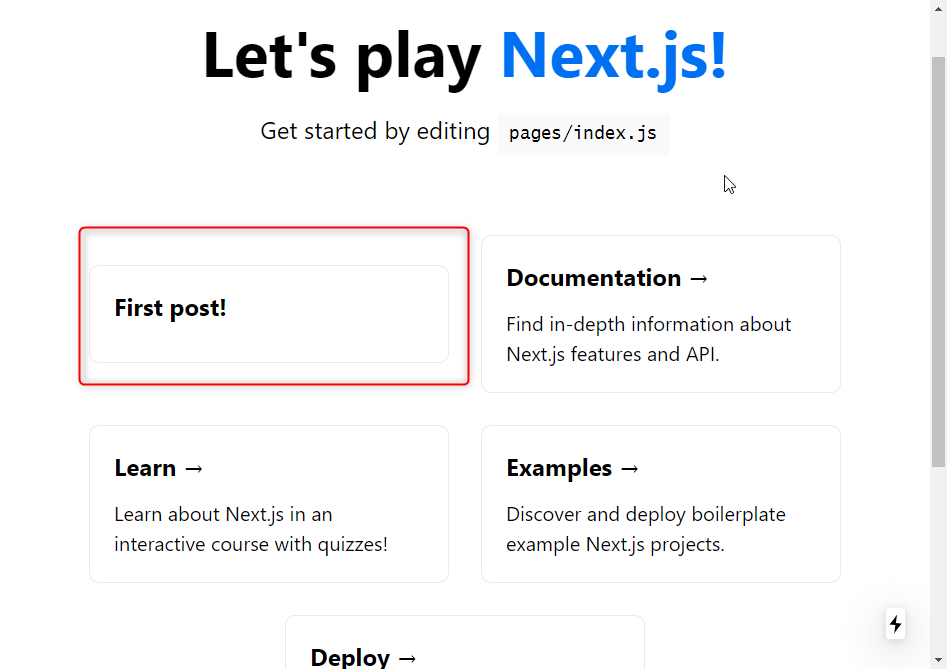 Let's play Next.js!
Get started by editing pages/index.js
First post!
Documentation →
Find in-depth information about
Next.js features and API.
Learn →
Learn about Next.js in an
interactive course with quizzes!
Examples →
Discover and deploy boilerplate
example Next.js projects.
Deploy →